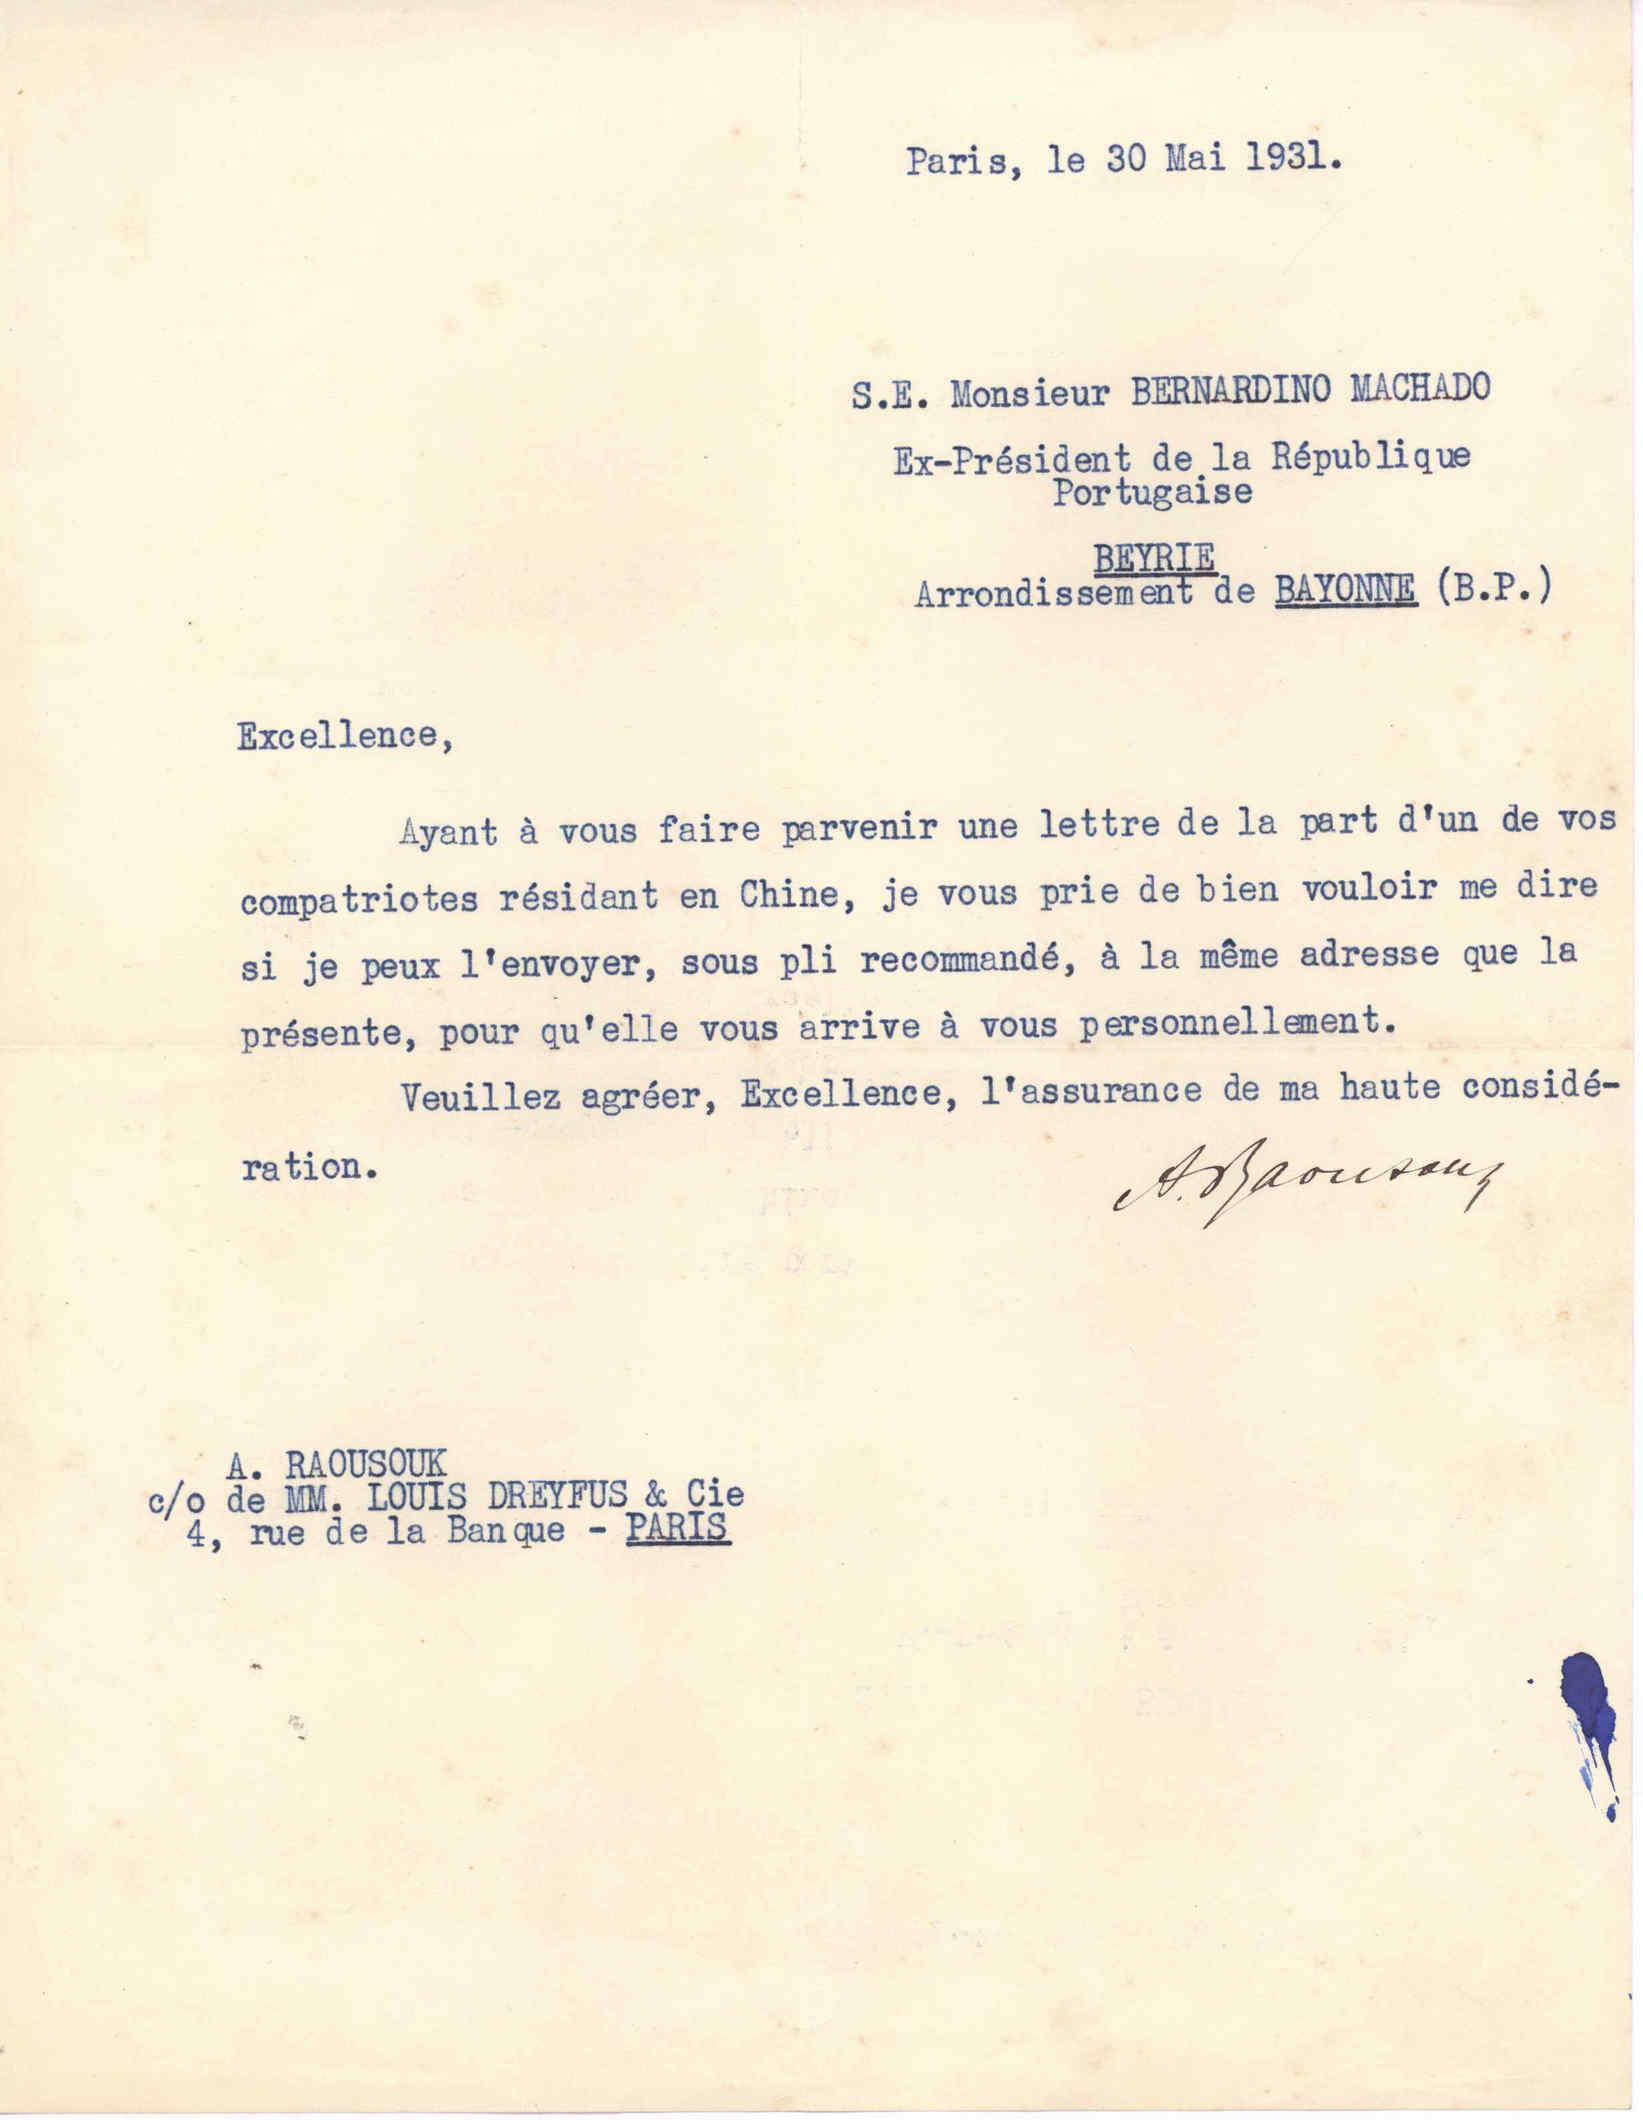 Paris, le 30 Mai 1931.
S.E. Monsieur BERNARDINO MACHADO
Ex-Président de la République
Portugaise
BEYRIE
Arrondissement de BAYONNE (B.P.)
Excellence,
Ayant à vous faire parvenir une lettre de la part d'un de vos
compatriotes résidant en Chine, je vous prie de bien vouloir me dire
si je peux l'envoyer, sous pli recommandé, à la même adresse que la
présente, pour qu'elle vous arrive à vous personnellement.
Veuillez agréer, Excellence, l'assurance de ma haute considé-
ration.
A. RAOUSOUK
c/o de MM. LOUIS DREYFUS & Cie
4, rue de la Banque - PARIS